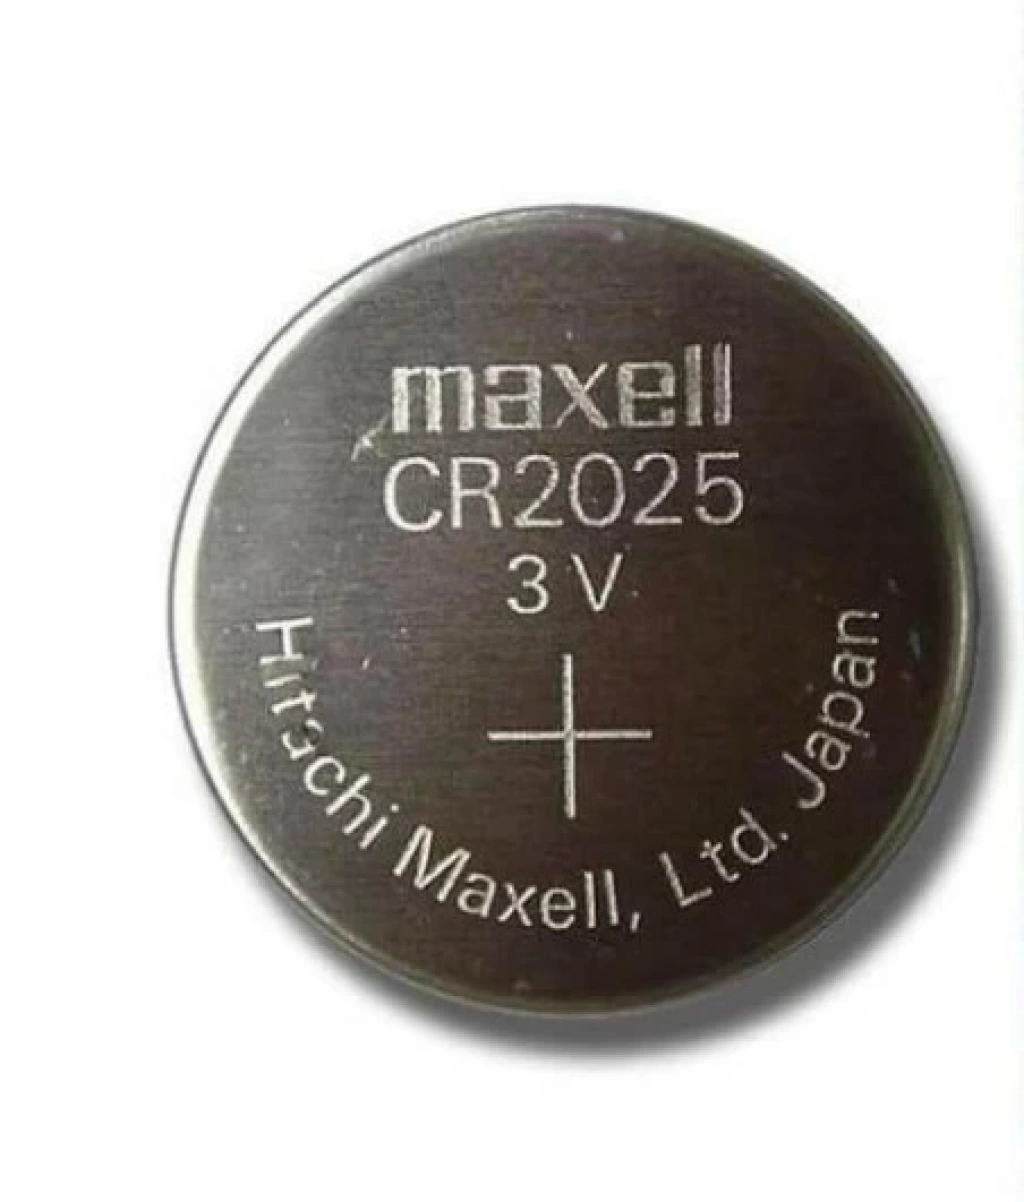 maxell
CR2025
3 V
+
Hitachi Maxell, Ltd. Japan